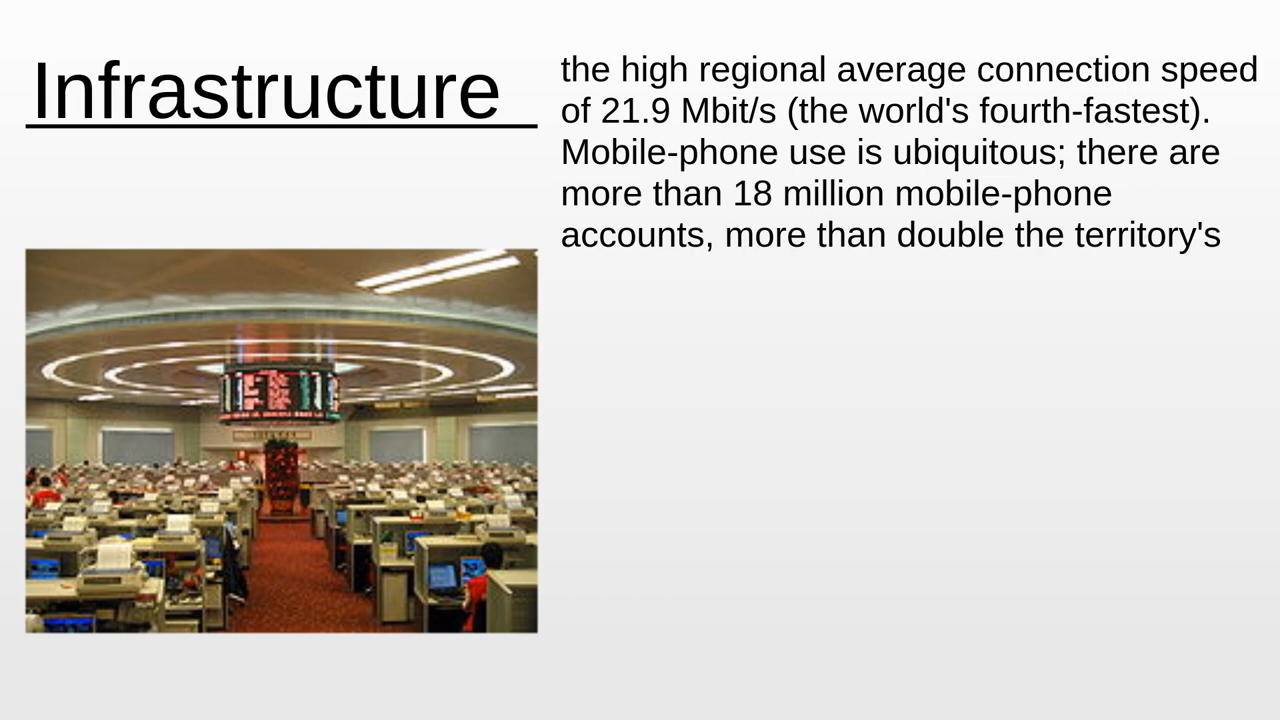 Infrastructure
the high regional average connection speed
of 21.9 Mbit/s (the world's fourth-fastest).
Mobile-phone use is ubiquitous; there are
more than 18 million mobile-phone
accounts, more than double the territory's